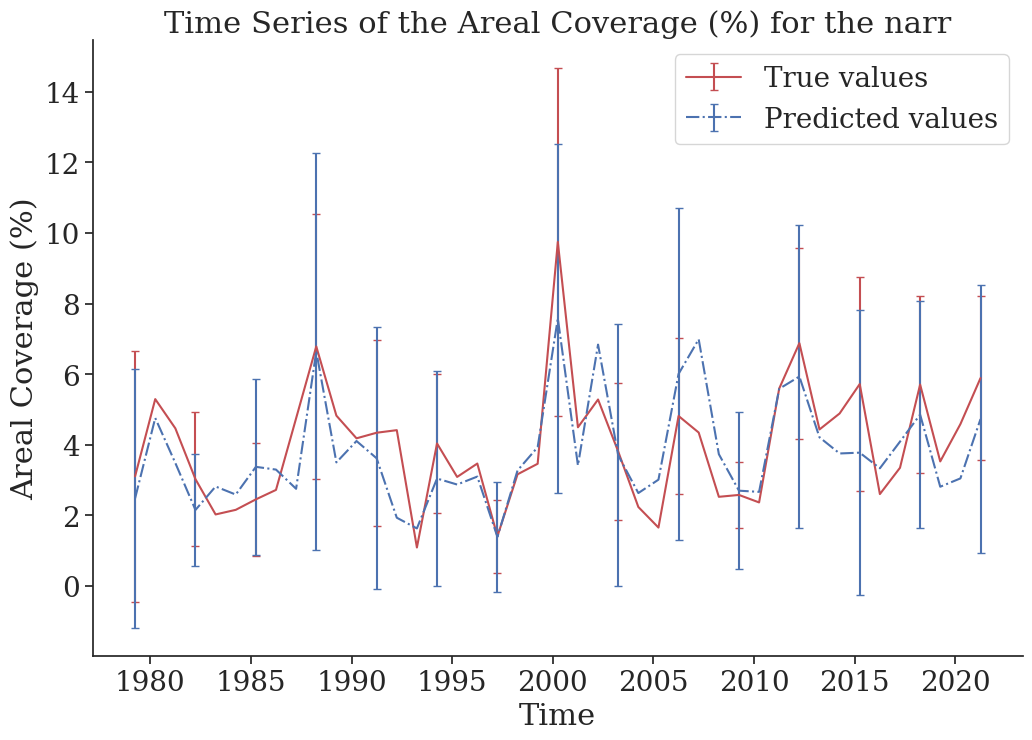 Time Series of the Areal Coverage (%) for the narr
True values
Predicted values
Areal Coverage (%)
14
12
10
8
6
4
2
0
1980 1985 1990 1995 2000 2005 2010 2015 2020
Time